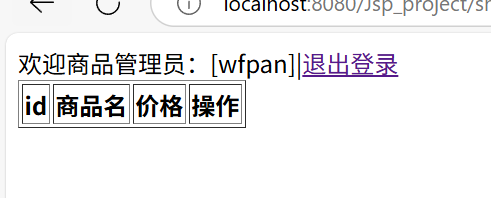 localhost:8080/Jsp_project/
欢迎商品管理员：[wfpan]|退出登录
id 商品名 价格 操作